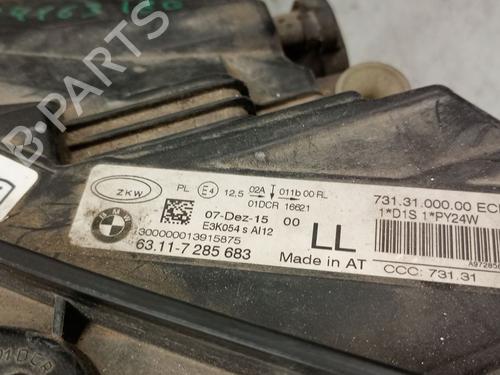 ZKW
PL E4 12,5 02A 011b 00 RL
01DCR 16621
731.31.000.00
1*D1S 1*PY24W
07-Dez-15 00
E3K054 s AI12
BMW
300000013915875
63.11-7 285 683
LL
Made in AT
CCC: 731.31
01DCR
B-PARTS